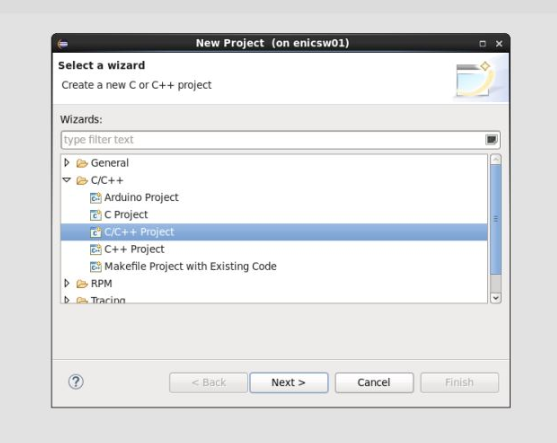 New Project (on enicsw01)
Select a wizard
Create a new C or C++ project
Wizards:
type filter text
General
C/C++
Arduino Project
C Project
C/C++ Project
C++ Project
Makefile Project with Existing Code
RPM
Tracing
?
< Back
Next >
Cancel
Finish